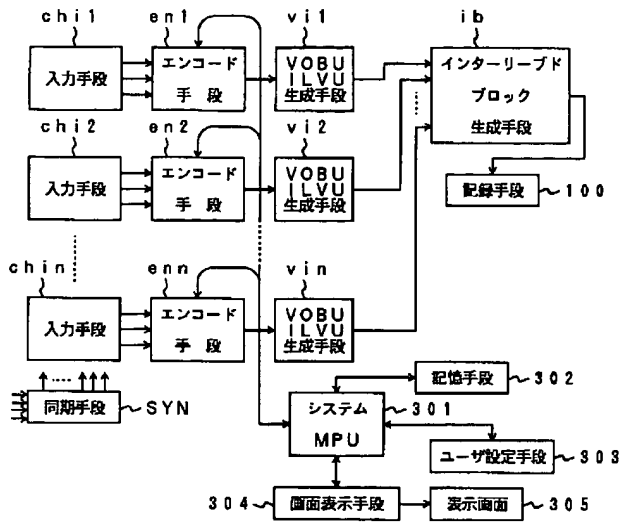 chi1
en1
vi1
ib
入力手段
エンコード
手 段
VOBU
ILVU
生成手段
インターリーブド
ブロック
生成手段
chi2
en2
vi2
入力手段
エンコード
手 段
VOBU
ILVU
生成手段
記録手段
100
chin
enn
vin
入力手段
エンコード
手 段
VOBU
ILVU
生成手段
同期手段
SYN
システム
MPU
301
記憶手段
302
ユーザ設定手段
303
304
画面表示手段
表示画面
305